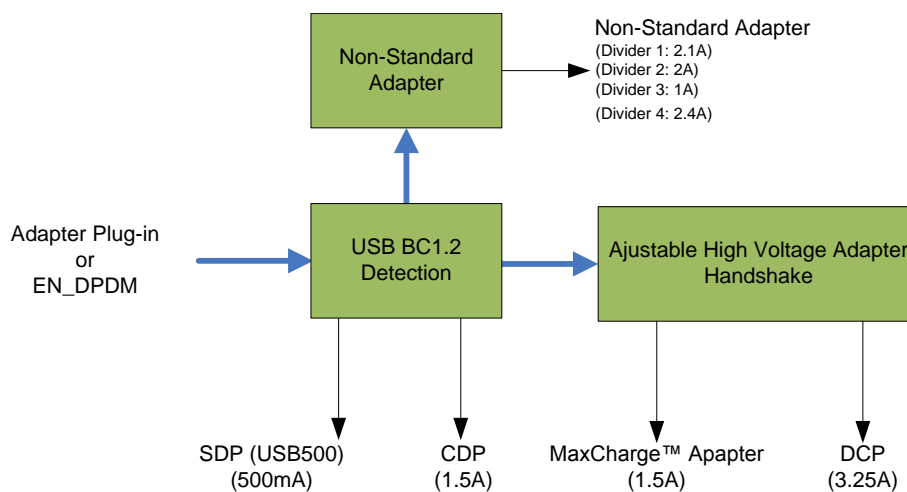 Non-Standard
Adapter
Non-Standard Adapter
(Divider 1: 2.1A)
(Divider 2: 2A)
(Divider 3: 1A)
(Divider 4: 2.4A)
Adapter Plug-in
or
EN_DPDM
USB BC1.2
Detection
Ajustable High Voltage Adapter
Handshake
SDP (USB500)
(500mA)
CDP
(1.5A)
MaxCharge™ Apapter
(1.5A)
DCP
(3.25A)